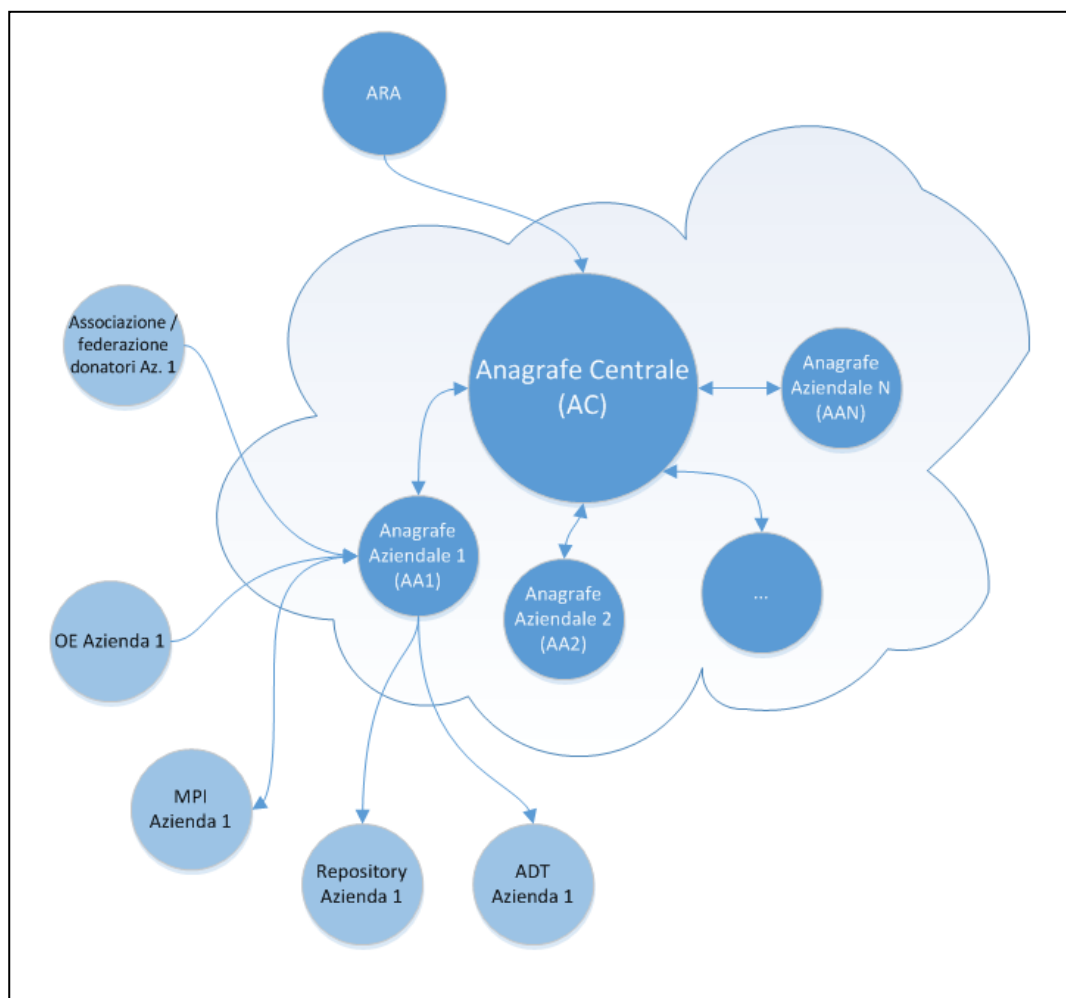 ARA
Associazione /
federazione
donatori Az. 1
Anagrafe Centrale
(AC)
Anagrafe
Aziendale N
(AAN)
Anagrafe
Aziendale 1
(AA1)
Anagrafe
Aziendale 2
(AA2)
...
OE Azienda 1
MPI
Azienda 1
Repository
Azienda 1
ADT
Azienda 1